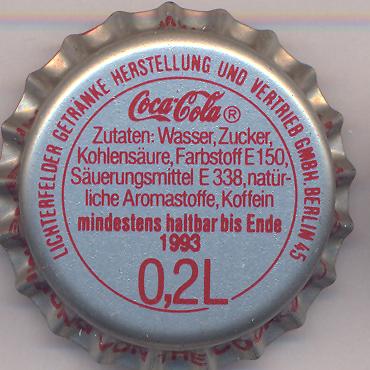 LICHTERFELDER GETRÄNKE HERSTELLUNG UND VERTRIEB GMBH. BERLIN 45
Coca-Cola®
Zutaten: Wasser, Zucker,
Kohlensäure, Farbstoff E 150,
Säuerungsmittel E 338, natür-
liche Aromastoffe, Koffein
mindestens haltbar bis Ende
1993
0,2L